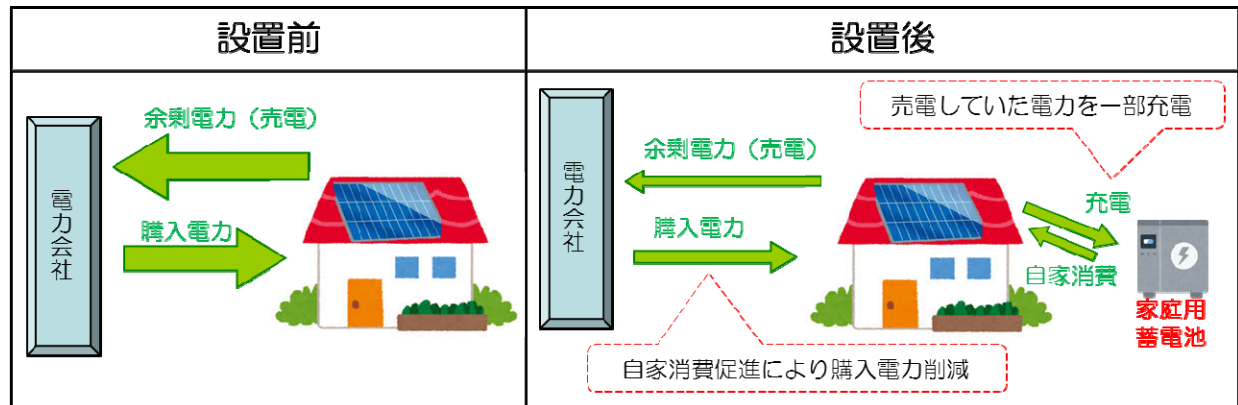 設置前
設置後
電力会社
余剰電力（売電）
購入電力
電力会社
余剰電力（売電）
購入電力
売電していた電力を一部充電
充電
自家消費
家庭用
蓄電池
自家消費促進により購入電力削減